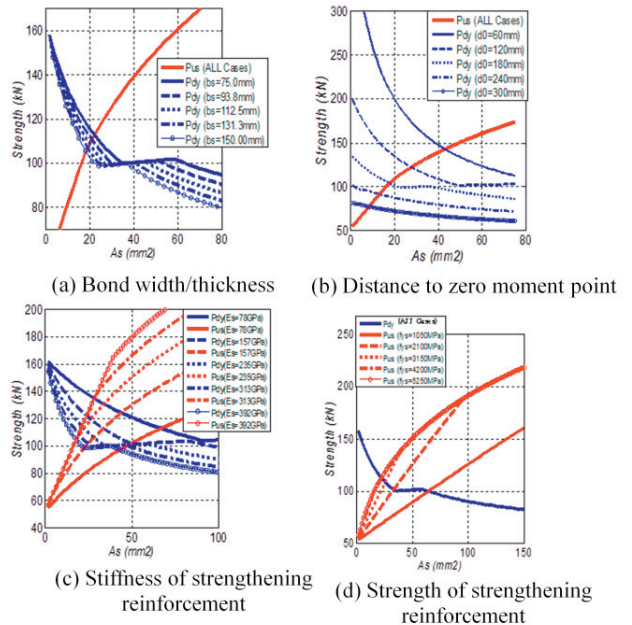 Strength (kN)
160
140
120
100
80
Pus (ALL Cases)
Pdy (bs=75.0mm)
Pdy (bs=93.8mm)
Pdy (bs=112.5mm)
Pdy (bs=131.3mm)
Pdy (bs=150.00mm)
0 20 40 60 80
As (mm2)
(a) Bond width/thickness
Strength (kN)
300
250
200
150
100
50
Pus (ALL Cases)
Pdy (d0=60mm)
Pdy (d0=120mm)
Pdy (d0=180mm)
Pdy (d0=240mm)
Pdy (d0=300mm)
0 20 40 60 80
As (mm2)
(b) Distance to zero moment point
Strength (kN)
200
180
160
140
120
100
80
60
40
Pdy(Es=78GPa)
Pus(Es=78GPa)
Pdy(Es=157GPa)
Pus(Es=157GPa)
Pdy(Es=235GPa)
Pus(Es=235GPa)
Pdy(Es=313GPa)
Pus(Es=313GPa)
Pdy(Es=392GPa)
Pus(Es=392GPa)
0 50 100
As (mm2)
(c) Stiffness of strengthening
reinforcement
Strength (kN)
250
200
150
100
50
Pdy (ATT Cases)
Pus (fys=1050MPa)
Pus (fys=2100MPa)
Pus (fys=3150MPa)
Pus (fys=4200MPa)
Pus (fys=5250MPa)
0 50 100 150
As (mm2)
(d) Strength of strengthening
reinforcement